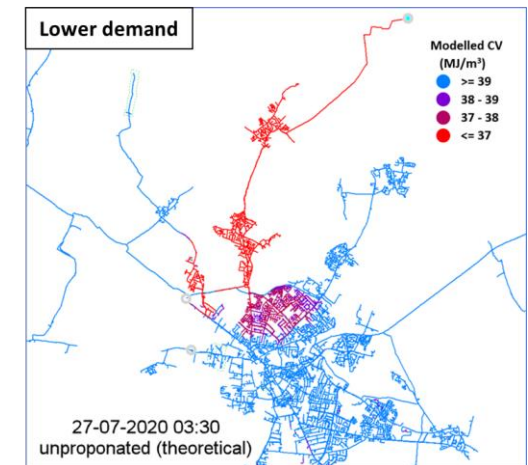 Lower demand
Modelled CV
(MJ/m³)
>= 39
38 - 39
37 - 38
<= 37
27-07-2020 03:30
unproponated (theoretical)